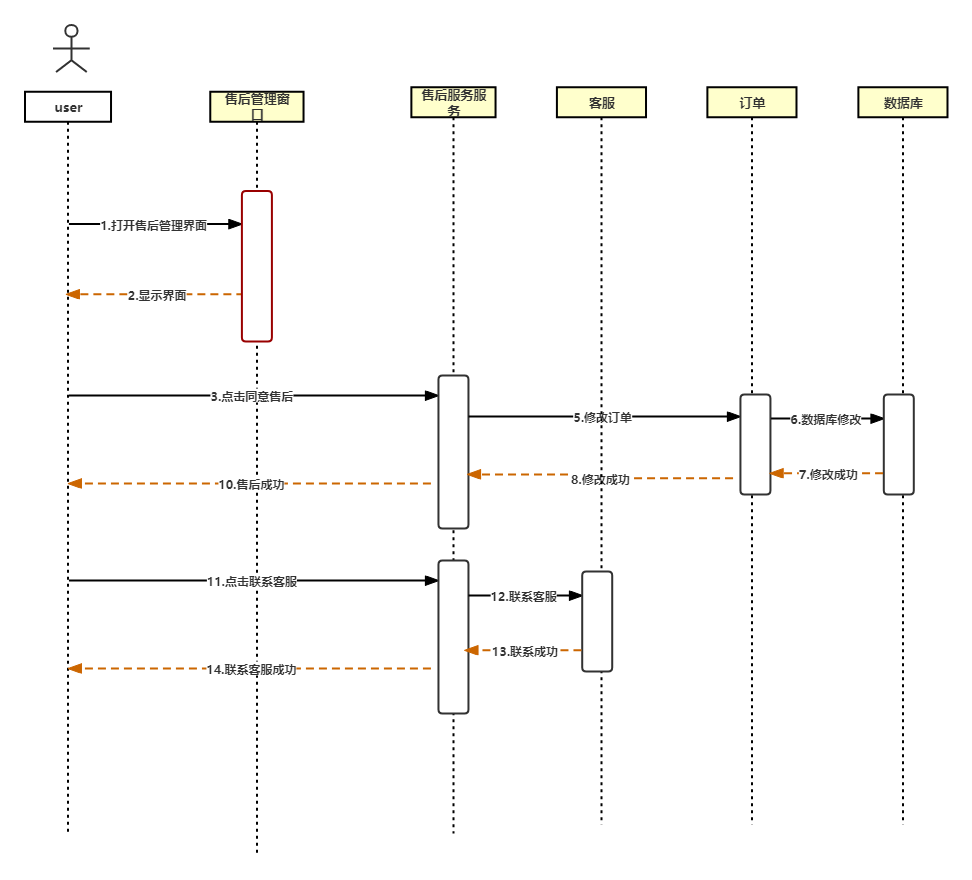 user
售后管理窗
口
售后服务服
务
客服
订单
数据库
1.打开售后管理界面
2.显示界面
3.点击同意售后
5.修改订单
6.数据库修改
7.修改成功
8.修改成功
10.售后成功
11.点击联系客服
12.联系客服
13.联系成功
14.联系客服成功